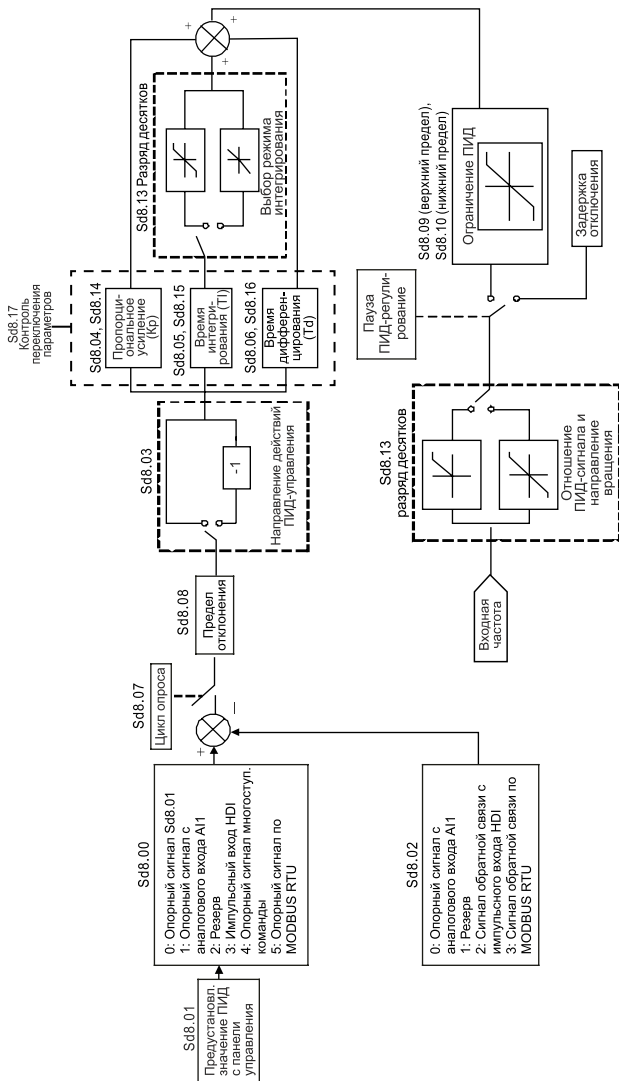 Sd8.01
Предустановл.
значение ПИД
с панели
управления
Sd8.00
0: Опорный сигнал Sd8.01
1: Опорный сигнал с
аналогового входа AI1
2: Резерв
3: Импульсный вход HDI
4: Опорный сигнал многоступ.
команды
5: Опорный сигнал по
MODBUS RTU
Sd8.02
0: Опорный сигнал с
аналогового входа AI1
1: Резерв
2: Сигнал обратной связи с
импульсного входа HDI
3: Сигнал обратной связи по
MODBUS RTU
+
−
Sd8.07
Цикл опроса
Sd8.08
Предел
отклонения
Sd8.03
-1
Направление действий
ПИД-управления
Sd8.17
Контроль
переключения
параметров
Sd8.04, Sd8.14
Пропорци-
ональное
усиление
(Kp)
Sd8.05, Sd8.15
Время
интегри-
рования (TI)
Sd8.06, Sd8.16
Время
дифферен-
цирования
(Td)
Sd8.13 Разряд десятков
Выбор режима
интегрирования
+
+
+
Sd8.09 (верхний предел),
Sd8.10 (нижний предел)
Ограничение ПИД
Задержка
отключения
Пауза
ПИД-регули-
рование
Sd8.13
разряд десятков
Отношение
ПИД-сигнала и
направление
вращения
Входная
частота